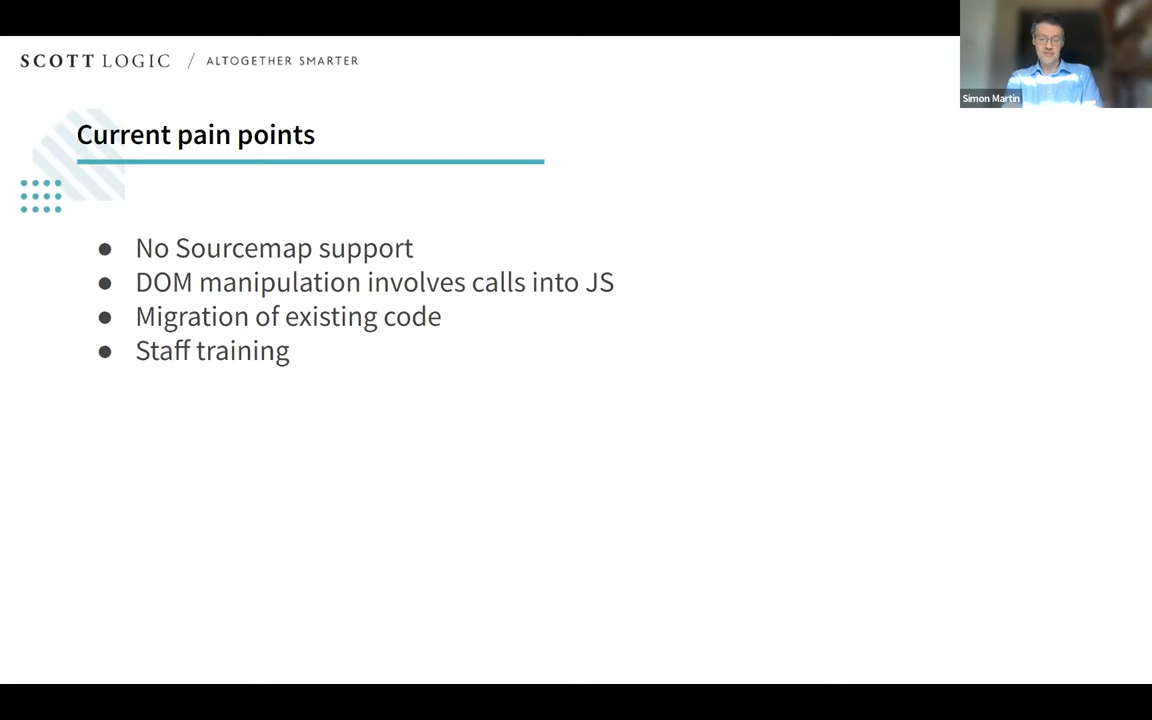 SCOTT LOGIC / ALTOGETHER SMARTER
Simon Martin
Current pain points
● No Sourcemap support
● DOM manipulation involves calls into JS
● Migration of existing code
● Staff training